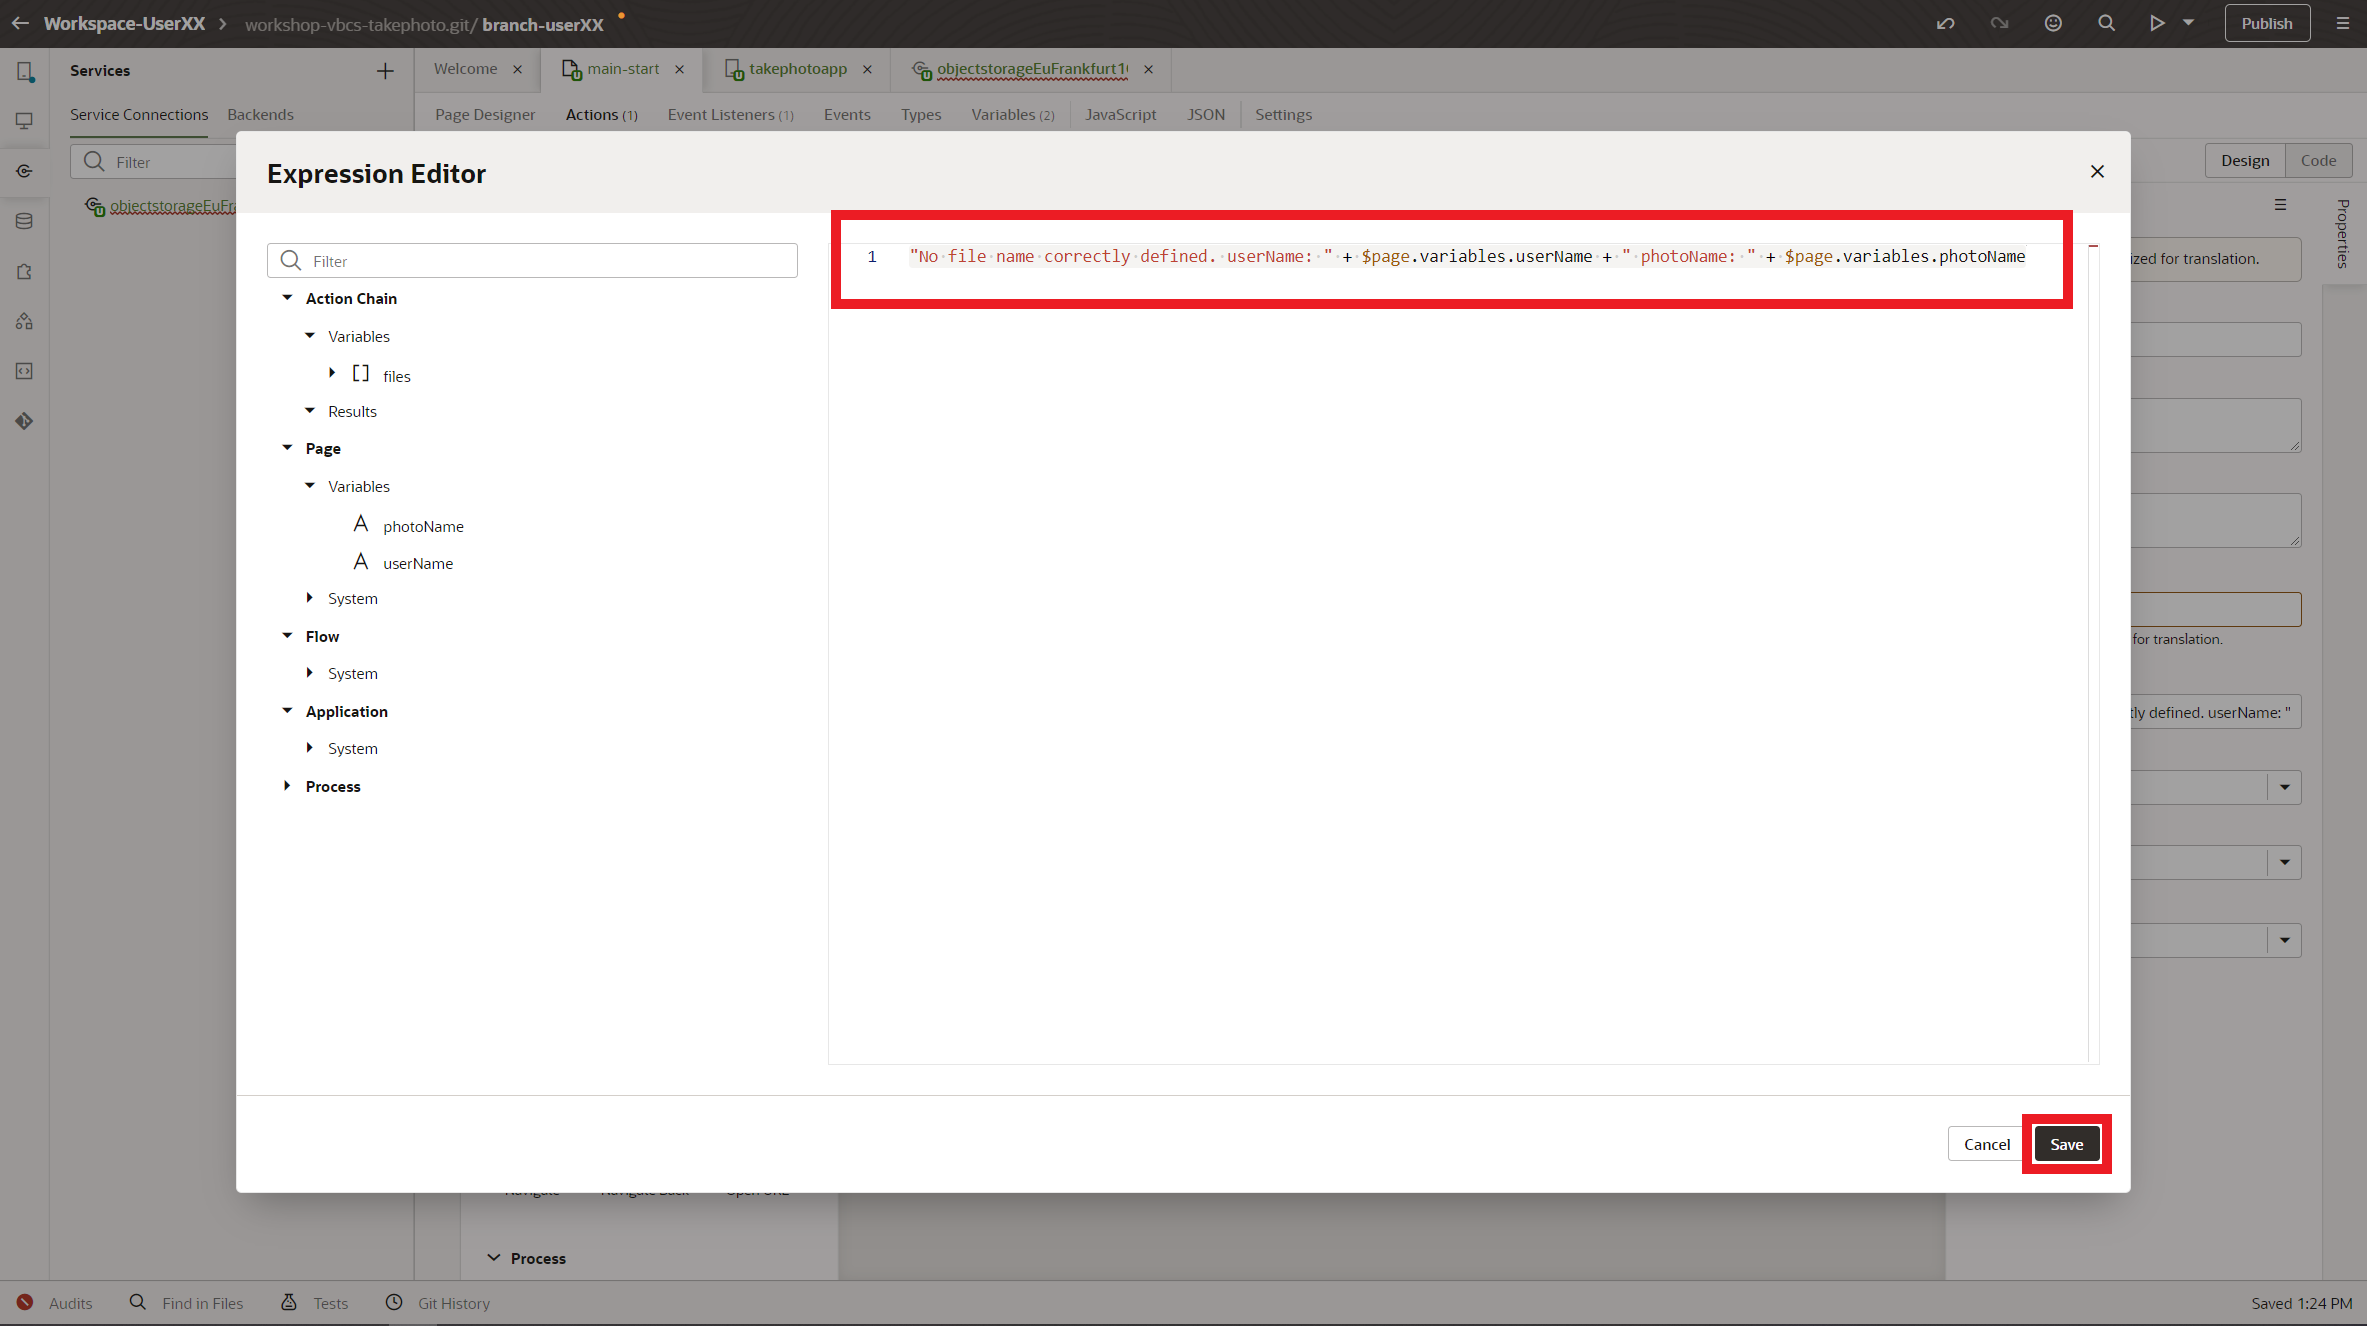 Workspace-UserXX
workshop-vbcs-takephoto.git/ branch-userXX
Publish
Services
Welcome
main-start
takephotoapp
objectstorageEuFrankfurt1
Service Connections
Backends
Page Designer
Actions (1)
Event Listeners (1)
Events
Types
Variables (2)
JavaScript
JSON
Settings
Filter
Design
Code
objectstorageEuFr
Properties
Expression Editor
Filter
1
"No file name correctly defined. userName: " + $page.variables.userName + " photoName: " + $page.variables.photoName
Action Chain
Variables
[] files
Results
Page
Variables
A photoName
A userName
System
Flow
System
Application
System
Process
ized for translation.
for translation.
tly defined. userName: "
Cancel
Save
Process
Audits
Find in Files
Tests
Git History
Saved 1:24 PM